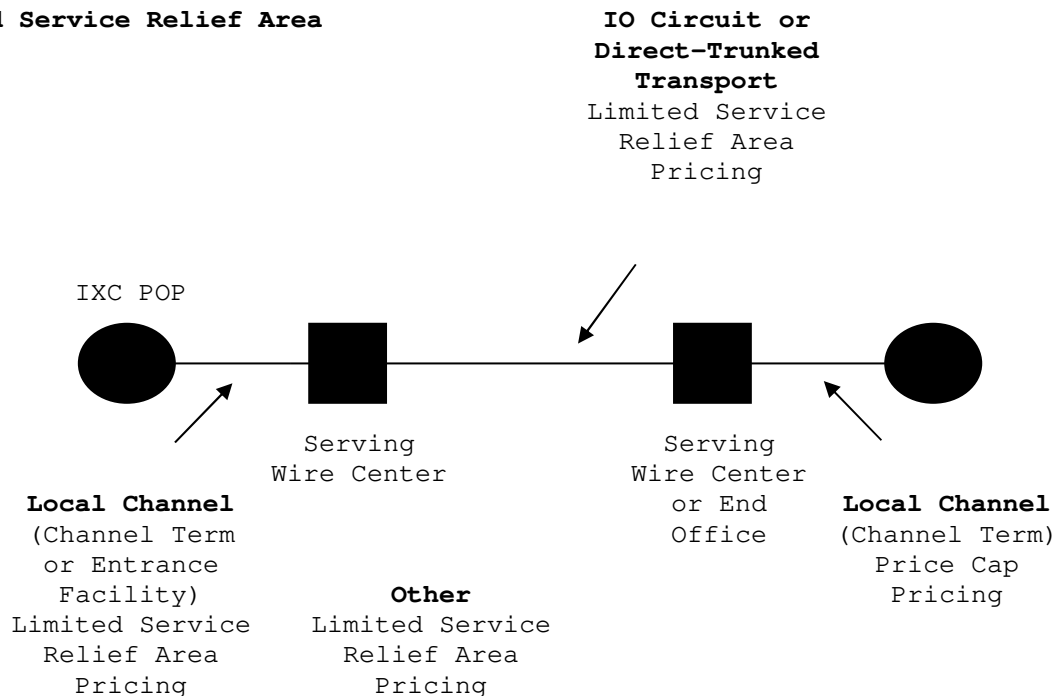 Service Relief Area
IO Circuit or
Direct-Trunked
Transport
Limited Service
Relief Area
Pricing
IXC POP
Serving
Wire Center
Serving
Wire Center
or End
Office
Local Channel
(Channel Term
or Entrance
Facility)
Limited Service
Relief Area
Pricing
Other
Limited Service
Relief Area
Pricing
Local Channel
(Channel Term)
Price Cap
Pricing